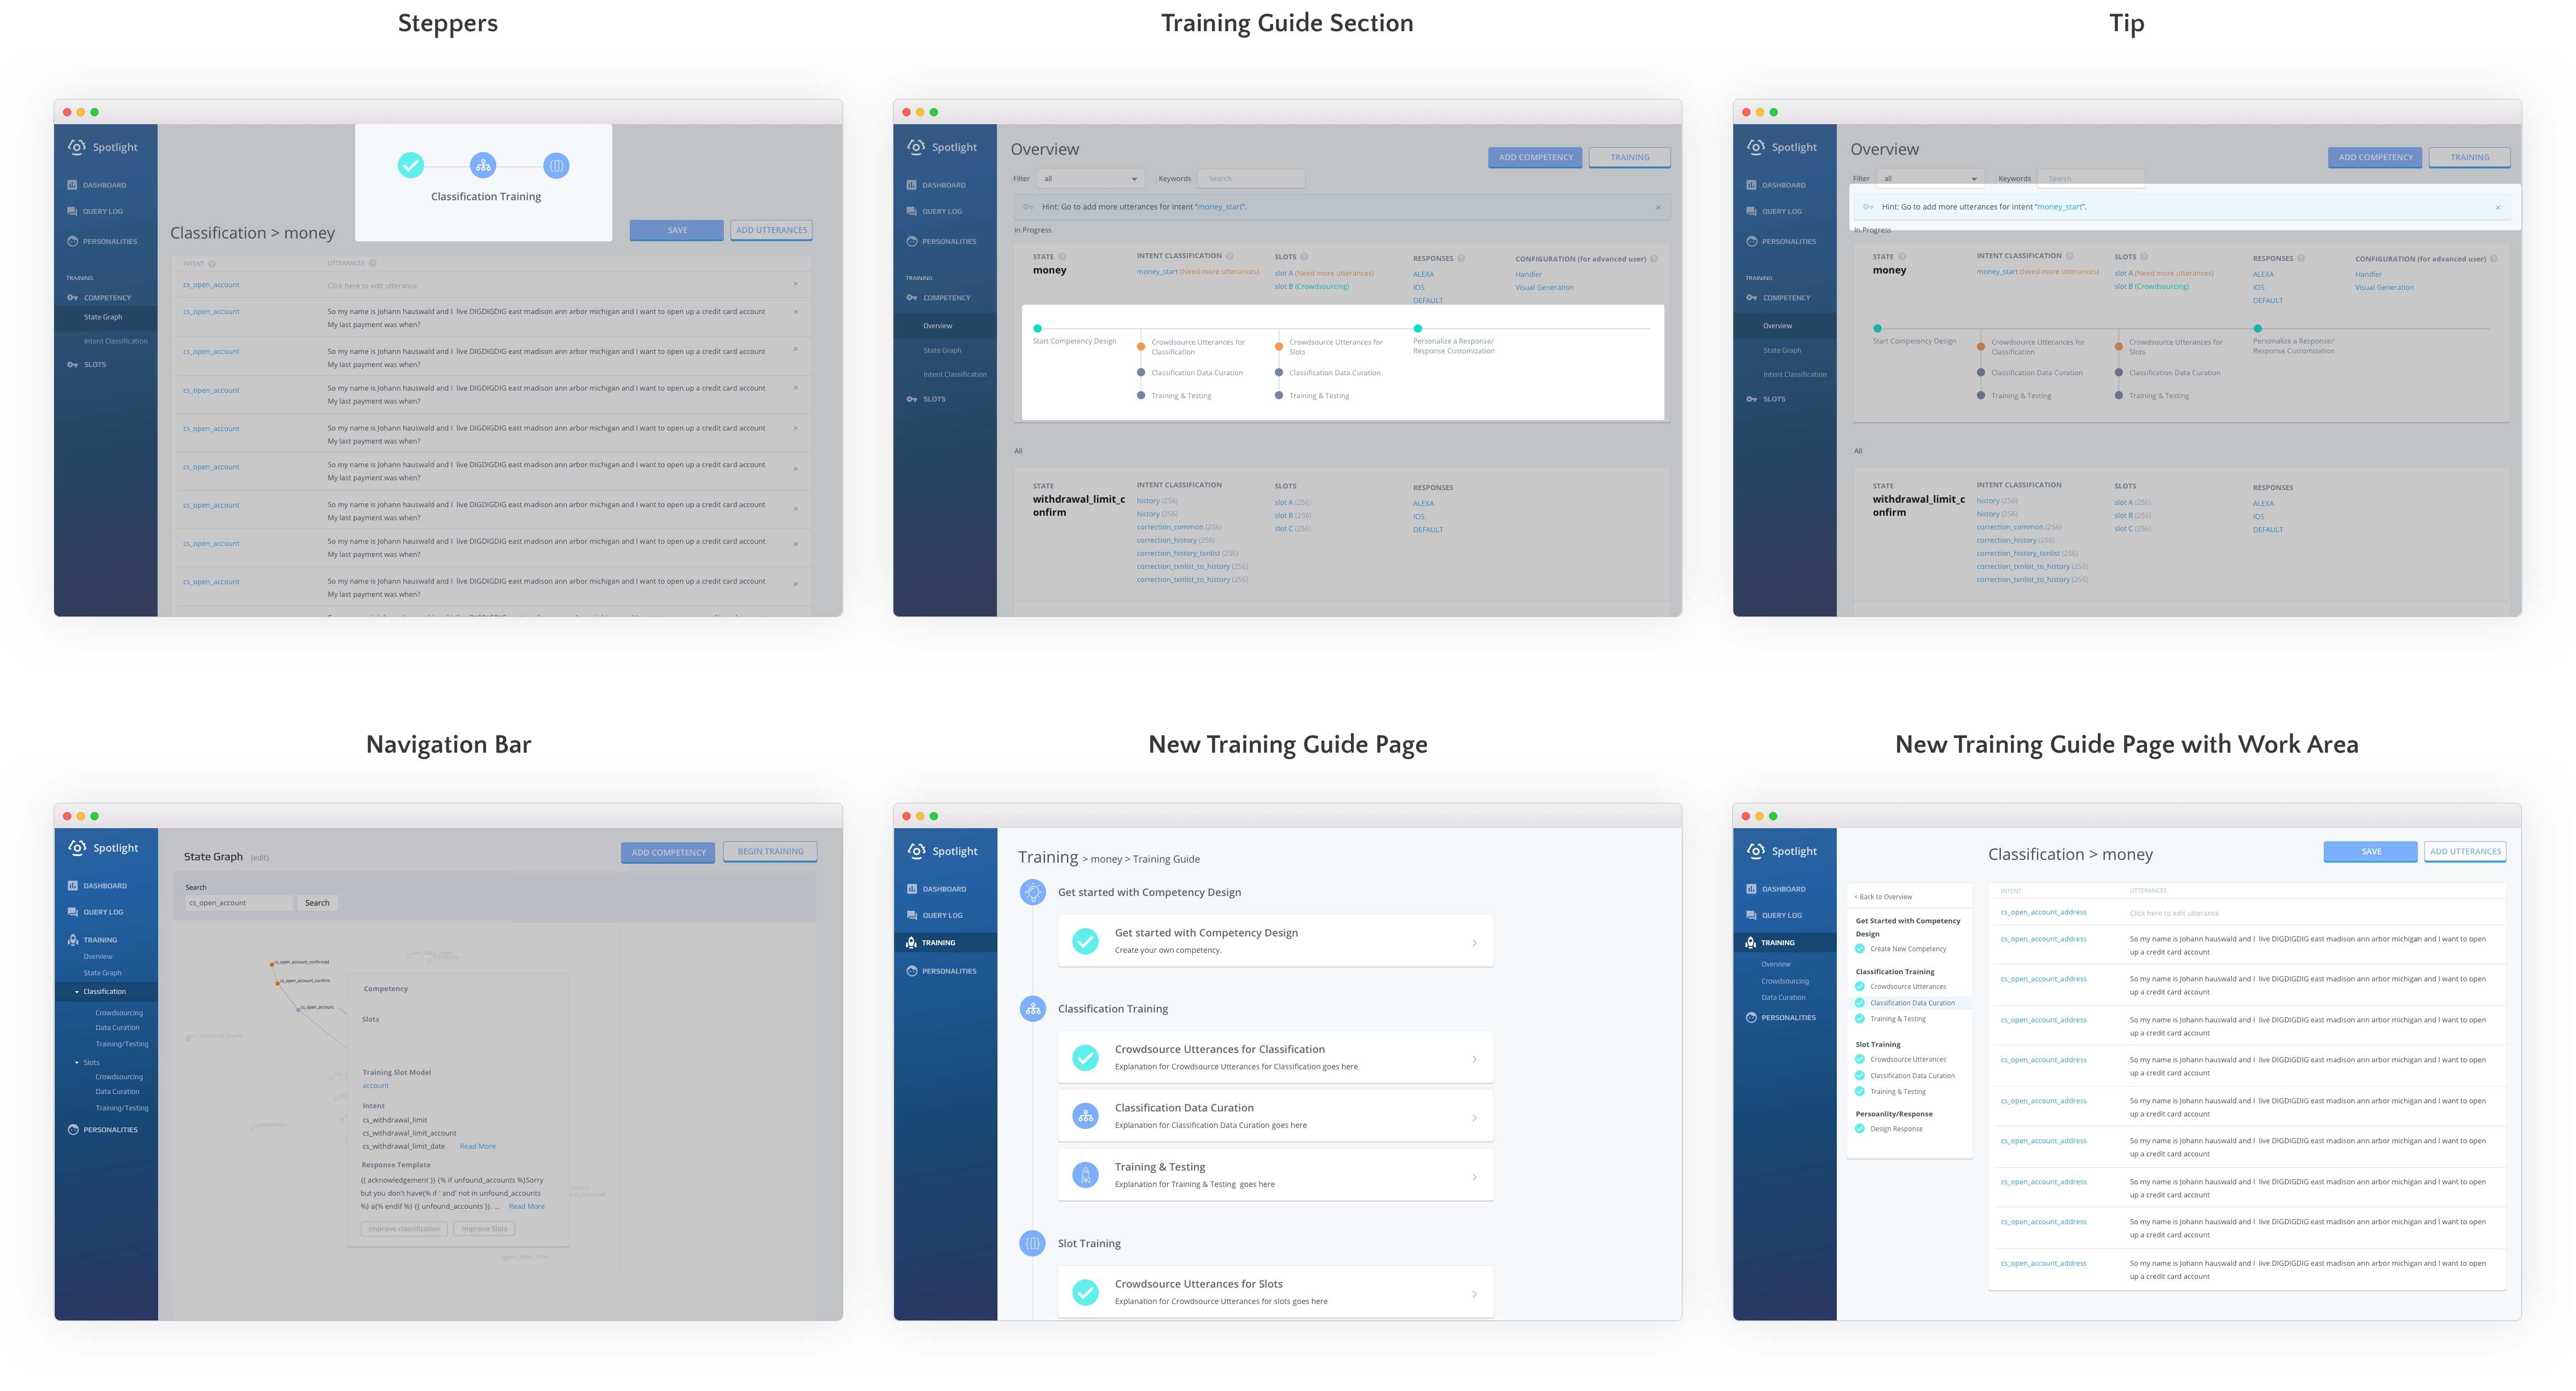 Steppers
Training Guide Section
Tip
Spotlight
DASHBOARD
QUERY LOG
PERSONALITIES
TRAINING
COMPETENCY
State Graph
Intent Classification
SLOTS
Classification Training
Classification > money
SAVE
ADD UTTERANCES
INTENT
UTTERANCES
cs_open_account
Click here to edit utterance
cs_open_account
So my name is Johann hauswald and I live DIGDIGDIG east madison ann arbor michigan and I want to open up a credit card account
My last payment was when?
cs_open_account
So my name is Johann hauswald and I live DIGDIGDIG east madison ann arbor michigan and I want to open up a credit card account
My last payment was when?
cs_open_account
So my name is Johann hauswald and I live DIGDIGDIG east madison ann arbor michigan and I want to open up a credit card account
My last payment was when?
cs_open_account
So my name is Johann hauswald and I live DIGDIGDIG east madison ann arbor michigan and I want to open up a credit card account
My last payment was when?
cs_open_account
So my name is Johann hauswald and I live DIGDIGDIG east madison ann arbor michigan and I want to open up a credit card account
My last payment was when?
cs_open_account
So my name is Johann hauswald and I live DIGDIGDIG east madison ann arbor michigan and I want to open up a credit card account
My last payment was when?
cs_open_account
So my name is Johann hauswald and I live DIGDIGDIG east madison ann arbor michigan and I want to open up a credit card account
My last payment was when?
cs_open_account
So my name is Johann hauswald and I live DIGDIGDIG east madison ann arbor michigan and I want to open up a credit card account
My last payment was when?
Spotlight
DASHBOARD
QUERY LOG
PERSONALITIES
TRAINING
COMPETENCY
Overview
State Graph
Intent Classification
SLOTS
Overview
ADD COMPETENCY
TRAINING
Filter
all
Keywords
Search
Hint: Go to add more utterances for intent "money_start".
In Progress
STATE
money
INTENT CLASSIFICATION
money_start (Need more utterances)
SLOTS
slot A (Need more utterances)
slot B (Crowdsourcing)
RESPONSES
ALEXA
IOS
DEFAULT
CONFIGURATION (for advanced user)
Handler
Visual Generation
Start Competency Design
Crowdsource Utterances for
Classification
Classification Data Curation
Training & Testing
Crowdsource Utterances for
Slots
Classification Data Curation
Training & Testing
Personalize a Response/
Response Customization
All
STATE
withdrawal_limit_c
onfirm
INTENT CLASSIFICATION
history (256)
history (256)
correction_common (256)
correction_history (256)
correction_history_txnlist (256)
correction_txnlist_to_history (256)
correction_txnlist_to_history (256)
SLOTS
slot A (256)
slot B (256)
slot C (256)
RESPONSES
ALEXA
IOS
DEFAULT
Spotlight
DASHBOARD
QUERY LOG
PERSONALITIES
TRAINING
COMPETENCY
Overview
State Graph
Intent Classification
SLOTS
Overview
ADD COMPETENCY
TRAINING
Filter
all
Keywords
Search
Hint: Go to add more utterances for intent "money_start".
In Progress
STATE
money
INTENT CLASSIFICATION
money_start (Need more utterances)
SLOTS
slot A (Need more utterances)
slot B (Crowdsourcing)
RESPONSES
ALEXA
IOS
DEFAULT
CONFIGURATION (for advanced user)
Handler
Visual Generation
Start Competency Design
Crowdsource Utterances for
Classification
Classification Data Curation
Training & Testing
Crowdsource Utterances for
Slots
Classification Data Curation
Training & Testing
Personalize a Response/
Response Customization
All
STATE
withdrawal_limit_c
onfirm
INTENT CLASSIFICATION
history (256)
history (256)
correction_common (256)
correction_history (256)
correction_history_txnlist (256)
correction_txnlist_to_history (256)
correction_txnlist_to_history (256)
SLOTS
slot A (256)
slot B (256)
slot C (256)
RESPONSES
ALEXA
IOS
DEFAULT
Navigation Bar
New Training Guide Page
New Training Guide Page with Work Area
Spotlight
DASHBOARD
QUERY LOG
TRAINING
Overview
State Graph
Classification
Crowdsourcing
Data Curation
Training/Testing
Slots
Crowdsourcing
Data Curation
Training/Testing
PERSONALITIES
State Graph (edit)
ADD COMPETENCY
BEGIN TRAINING
Search
cs_open_account
Search
cs_open_account_confirmed
cs_open_account_confirm
cs_open_account
Competency
Slots
Training Slot Model
account
Intent
cs_withdrawal_limit
cs_withdrawal_limit_account
cs_withdrawal_limit_date Read More
Response Template
{{ acknowledgement }} {% if unfound_accounts %}Sorry
but you don't have{% if ' and' not in unfound_accounts
%} a{% endif %} {{ unfound_accounts }}. ... Read More
Improve classification
Improve Slots
Spotlight
DASHBOARD
QUERY LOG
TRAINING
PERSONALITIES
Training > money > Training Guide
Get started with Competency Design
Get started with Competency Design
Create your own competency.
Classification Training
Crowdsource Utterances for Classification
Explanation for Crowdsource Utterances for Classification goes here
Classification Data Curation
Explanation for Classification Data Curation goes here
Training & Testing
Explanation for Training & Testing goes here
Slot Training
Crowdsource Utterances for Slots
Explanation for Crowdsource Utterances for slots goes here
Spotlight
DASHBOARD
QUERY LOG
TRAINING
Overview
Crowdsourcing
Data Curation
PERSONALITIES
Classification > money
SAVE
ADD UTTERANCES
< Back to Overview
Get Started with Competency
Design
Create New Competency
Classification Training
Crowdsource Utterances
Classification Data Curation
Training & Testing
Slot Training
Crowdsource Utterances
Classification Data Curation
Training & Testing
Persoanlity/Response
Design Response
INTENT
UTTERANCES
cs_open_account_address
Click here to edit utterance
cs_open_account_address
So my name is Johann hauswald and I live DIGDIGDIG east madison ann arbor michigan and I want to open
up a credit card account
cs_open_account_address
So my name is Johann hauswald and I live DIGDIGDIG east madison ann arbor michigan and I want to open
up a credit card account
cs_open_account_address
So my name is Johann hauswald and I live DIGDIGDIG east madison ann arbor michigan and I want to open
up a credit card account
cs_open_account_address
So my name is Johann hauswald and I live DIGDIGDIG east madison ann arbor michigan and I want to open
up a credit card account
cs_open_account_address
So my name is Johann hauswald and I live DIGDIGDIG east madison ann arbor michigan and I want to open
up a credit card account
cs_open_account_address
So my name is Johann hauswald and I live DIGDIGDIG east madison ann arbor michigan and I want to open
up a credit card account
cs_open_account_address
So my name is Johann hauswald and I live DIGDIGDIG east madison ann arbor michigan and I want to open
up a credit card account
cs_open_account_address
So my name is Johann hauswald and I live DIGDIGDIG east madison ann arbor michigan and I want to open
up a credit card account
cs_open_account_address
So my name is Johann hauswald and I live DIGDIGDIG east madison ann arbor michigan and I want to open
up a credit card account